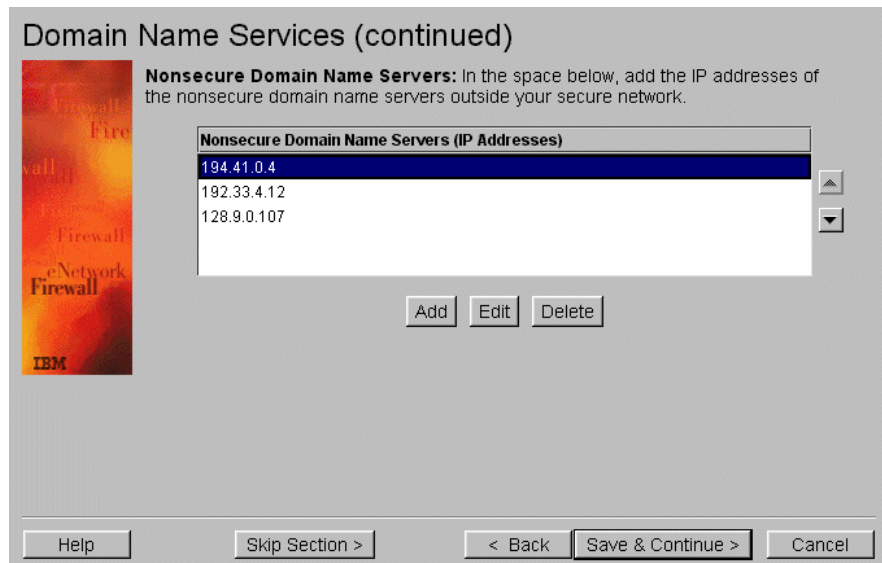 Domain Name Services (continued)
Nonsecure Domain Name Servers: In the space below, add the IP addresses of
the nonsecure domain name servers outside your secure network.
Firewall
Fire
wall
Firewall
eNetwork
Firewall
IBM
Nonsecure Domain Name Servers (IP Addresses)
194.41.0.4
192.33.4.12
128.9.0.107
Add Edit Delete
Help Skip Section > < Back Save & Continue > Cancel